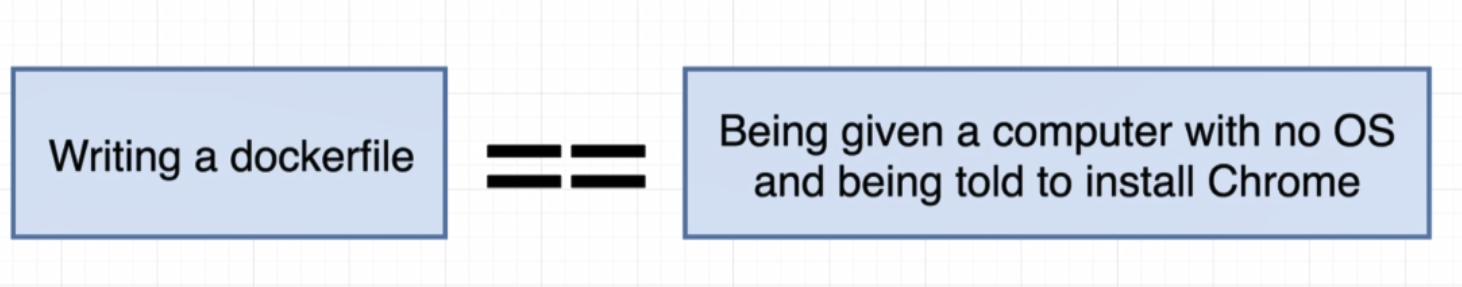 Writing a dockerfile
==
Being given a computer with no OS
and being told to install Chrome